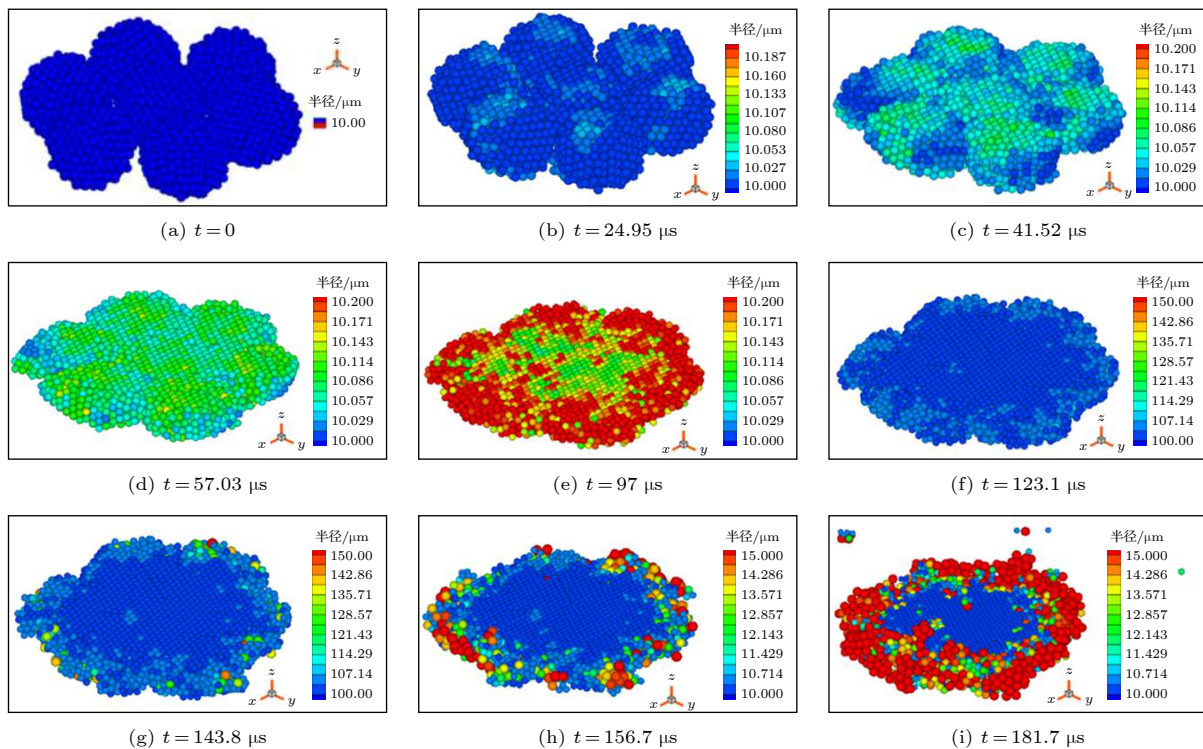 z
x
y
半径/μm
10.00
(a) t=0
半径/μm
10.187
10.160
10.133
10.107
10.080
10.053
10.027
10.000
z
x
y
(b) t=24.95 μs
半径/μm
10.200
10.171
10.143
10.114
10.086
10.057
10.029
10.000
z
x
y
(c) t=41.52 μs
半径/μm
10.200
10.171
10.143
10.114
10.086
10.057
10.029
10.000
z
x
y
(d) t=57.03 μs
半径/μm
10.200
10.171
10.143
10.114
10.086
10.057
10.029
10.000
z
x
y
(e) t=97 μs
半径/μm
150.00
142.86
135.71
128.57
121.43
114.29
107.14
100.00
z
x
y
(f) t=123.1 μs
半径/μm
150.00
142.86
135.71
128.57
121.43
114.29
107.14
100.00
z
x
y
(g) t=143.8 μs
半径/μm
15.000
14.286
13.571
12.857
12.143
11.429
10.714
10.000
z
x
y
(h) t=156.7 μs
半径/μm
15.000
14.286
13.571
12.857
12.143
11.429
10.714
10.000
z
x
y
(i) t=181.7 μs